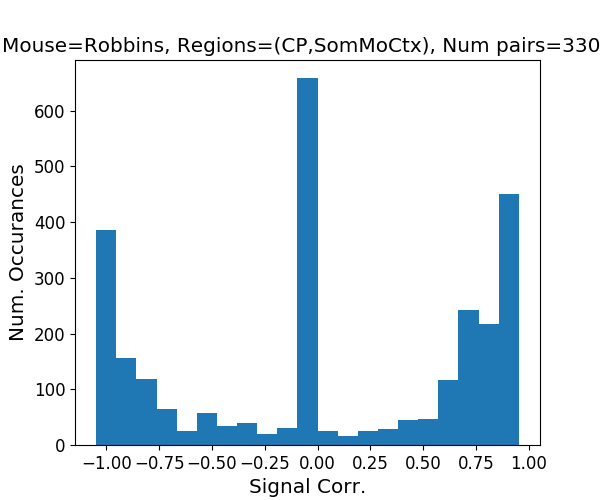 Mouse=Robbins, Regions=(CP,SomMoCtx), Num pairs=330
Num. Occurances
600
500
400
300
200
100
0
−1.00 −0.75 −0.50 −0.25 0.00 0.25 0.50 0.75 1.00
Signal Corr.